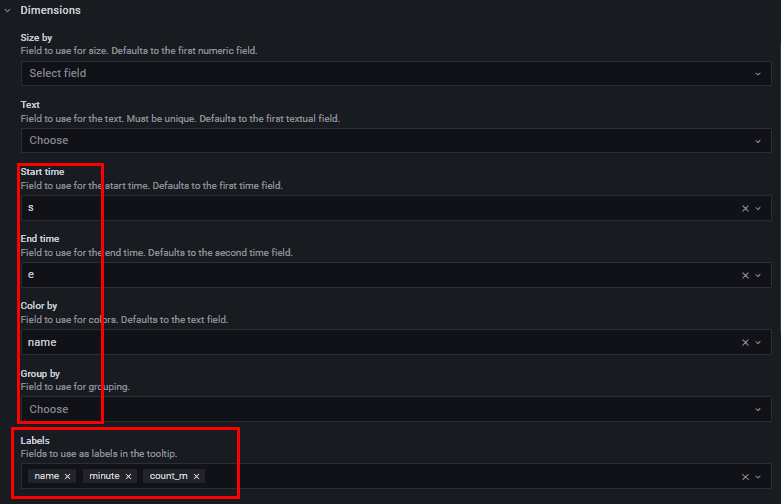 Dimensions
Size by
Field to use for size. Defaults to the first numeric field.
Select field
Text
Field to use for the text. Must be unique. Defaults to the first textual field.
Choose
Start time
Field to use for the start time. Defaults to the first time field.
s
End time
Field to use for the end time. Defaults to the second time field.
e
Color by
Field to use for colors. Defaults to the text field.
name
Group by
Field to use for grouping.
Choose
Labels
Fields to use as labels in the tooltip.
name minute count_m